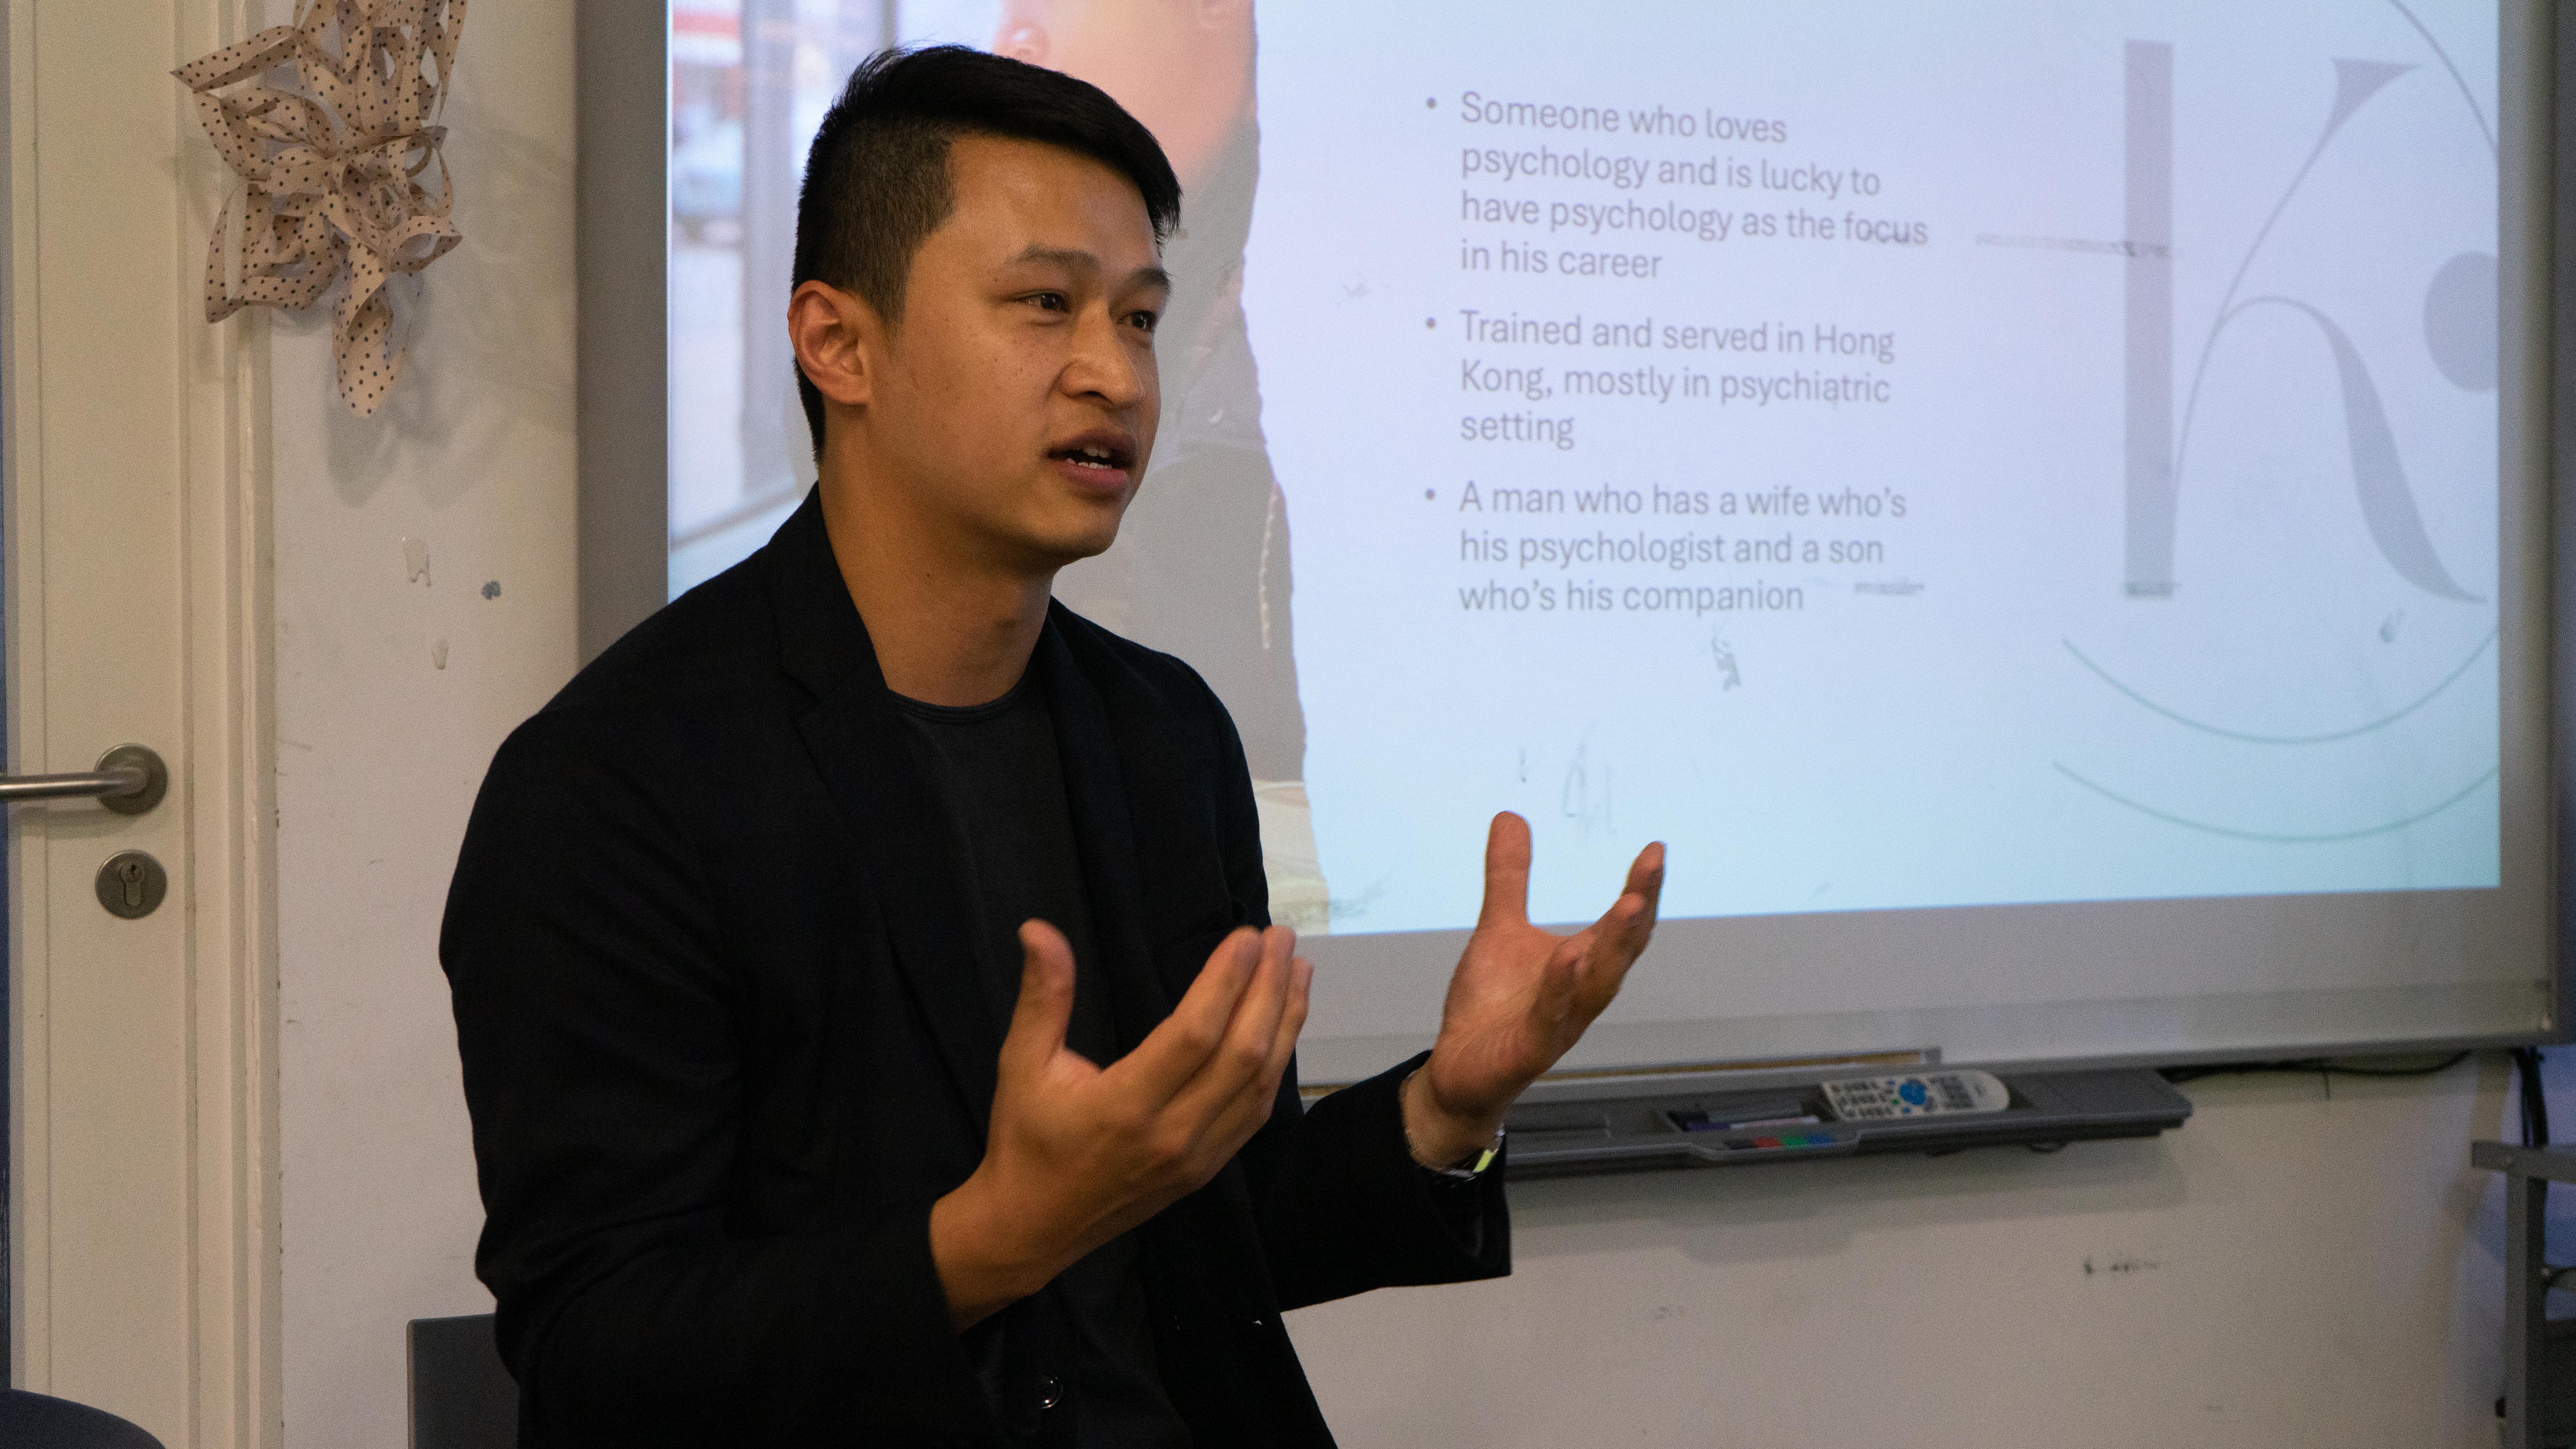 • Someone who loves
psychology and is lucky to
have psychology as the focus
in his career
• Trained and served in Hong
Kong, mostly in psychiatric
setting
• A man who has a wife who's
his psychologist and a son
who's his companion